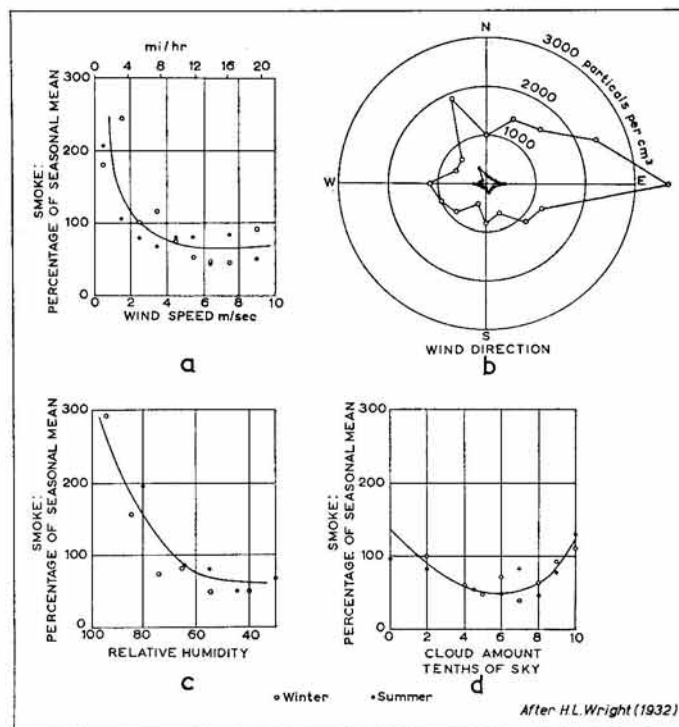 mi/hr
0 4 8 12 16 20
300
200
100
0
SMOKE:
PERCENTAGE OF SEASONAL MEAN
0 2 4 6 8 10
WIND SPEED m/sec
a
N
3000 particals per cm³
2000
1000
W
E
S
WIND DIRECTION
b
300
200
100
0
SMOKE:
PERCENTAGE OF SEASONAL MEAN
100 80 60 40
RELATIVE HUMIDITY
c
300
200
100
0
SMOKE:
PERCENTAGE OF SEASONAL MEAN
0 2 4 6 8 10
CLOUD AMOUNT
TENTHS OF SKY
d
Winter
Summer
After H.L.Wright (1932)